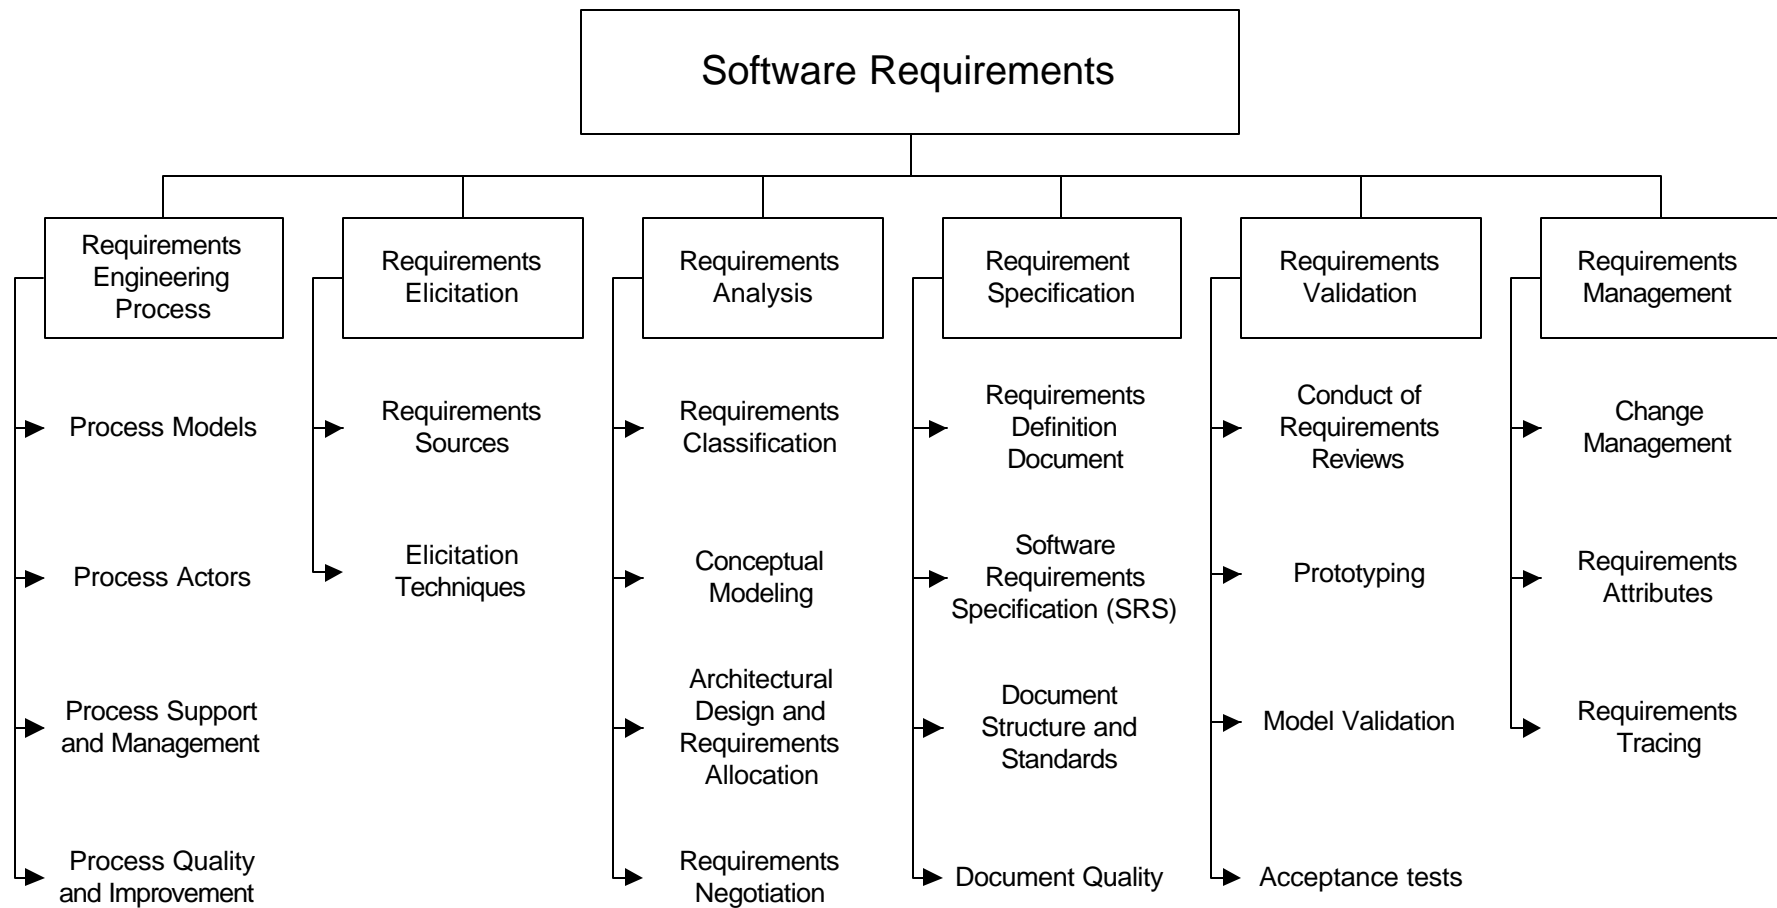 Software Requirements
Requirements
Engineering
Process
Requirements
Elicitation
Requirements
Analysis
Requirement
Specification
Requirements
Validation
Requirements
Management
Process Models
Process Actors
Process Support
and Management
Process Quality
and Improvement
Requirements
Sources
Elicitation
Techniques
Requirements
Classification
Conceptual
Modeling
Architectural
Design and
Requirements
Allocation
Requirements
Negotiation
Requirements
Definition
Document
Software
Requirements
Specification (SRS)
Document
Structure and
Standards
Document Quality
Conduct of
Requirements
Reviews
Prototyping
Model Validation
Acceptance tests
Change
Management
Requirements
Attributes
Requirements
Tracing